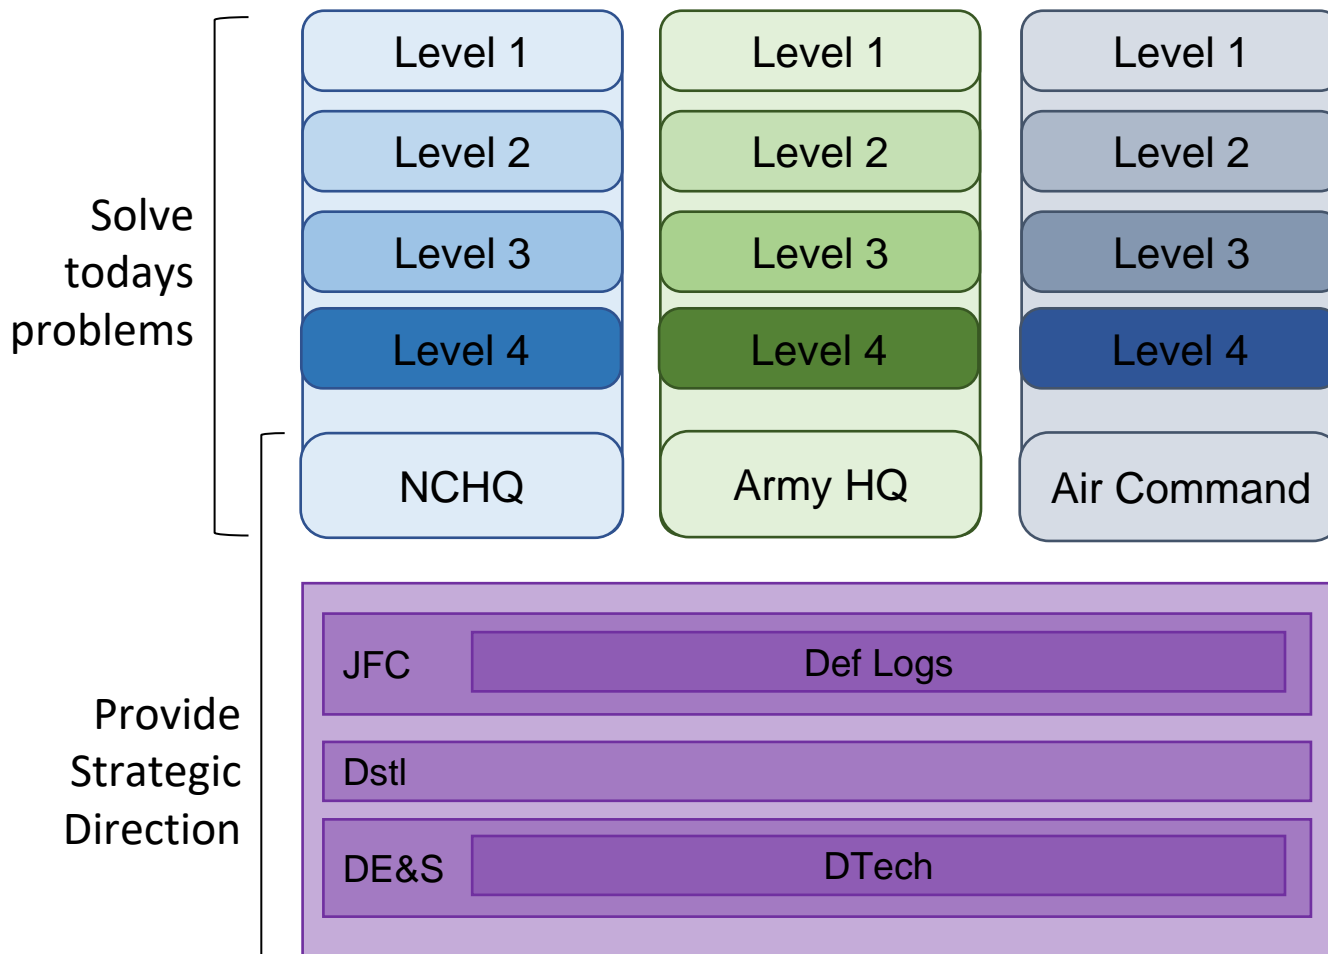 Level 1
Level 1
Level 1
Level 2
Level 2
Level 2
Solve
todays
problems
Level 3
Level 3
Level 3
Level 4
Level 4
Level 4
NCHQ
Army HQ
Air Command
Provide
Strategic
Direction
JFC
Def Logs
Dstl
DE&S
DTech